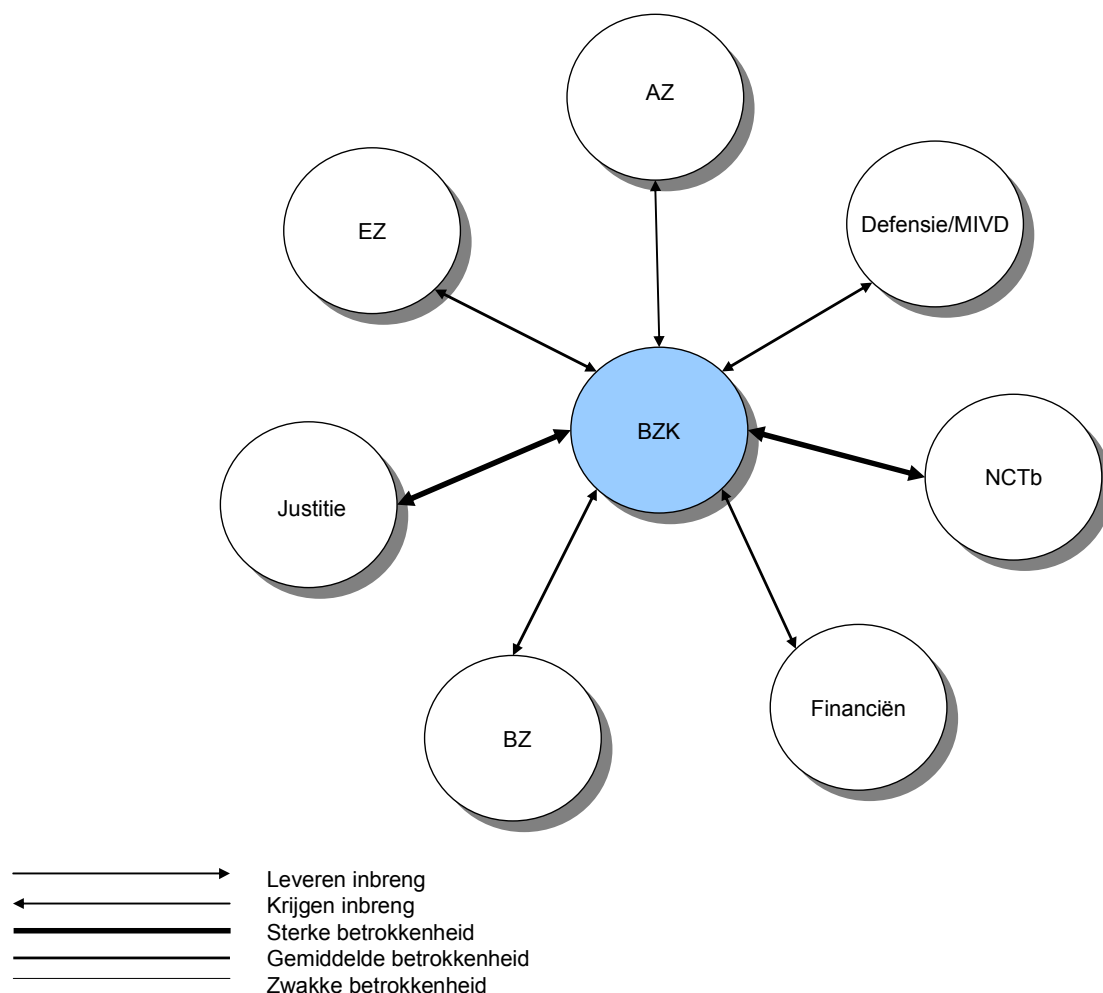 AZ
EZ
Defensie/MIVD
BZK
NCTb
Justitie
BZ
Financiën
Leveren inbreng
Krijgen inbreng
Sterke betrokkenheid
Gemiddelde betrokkenheid
Zwakke betrokkenheid